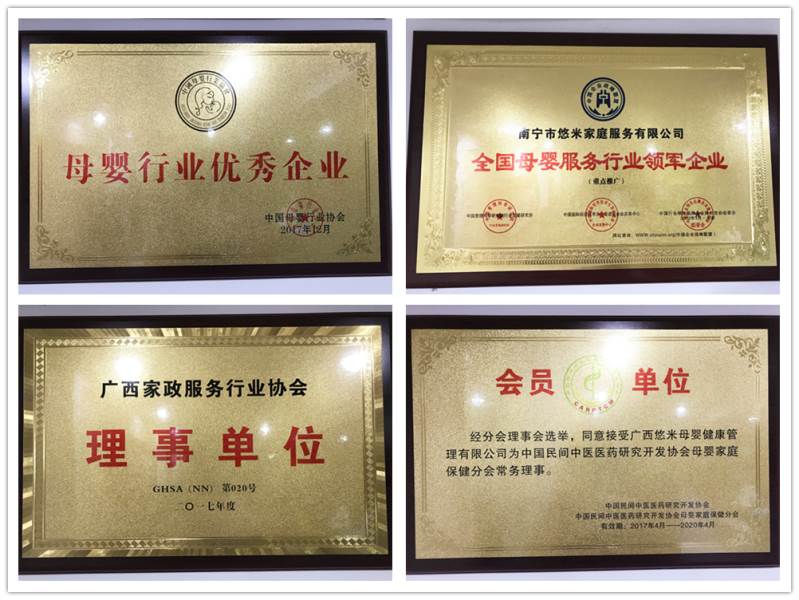 母婴行业优秀企业
中国母婴行业协会
2017年12月
南宁市悠米家庭服务有限公司
全国母婴服务行业领军企业
（重点推广）
广西家政服务行业协会
理事单位
GHSA（NN）第020号
二〇一七年度
会员单位
CARDTCM
经分会理事会选举，同意接受广西悠米母婴健康管
理有限公司为中国民间中医医药研究开发协会母婴家庭
保健分会常务理事。
中国民间中医医药研究开发协会
中国民间中医医药研究开发协会母婴家庭保健分会
有效期：2017年4月——2020年4月